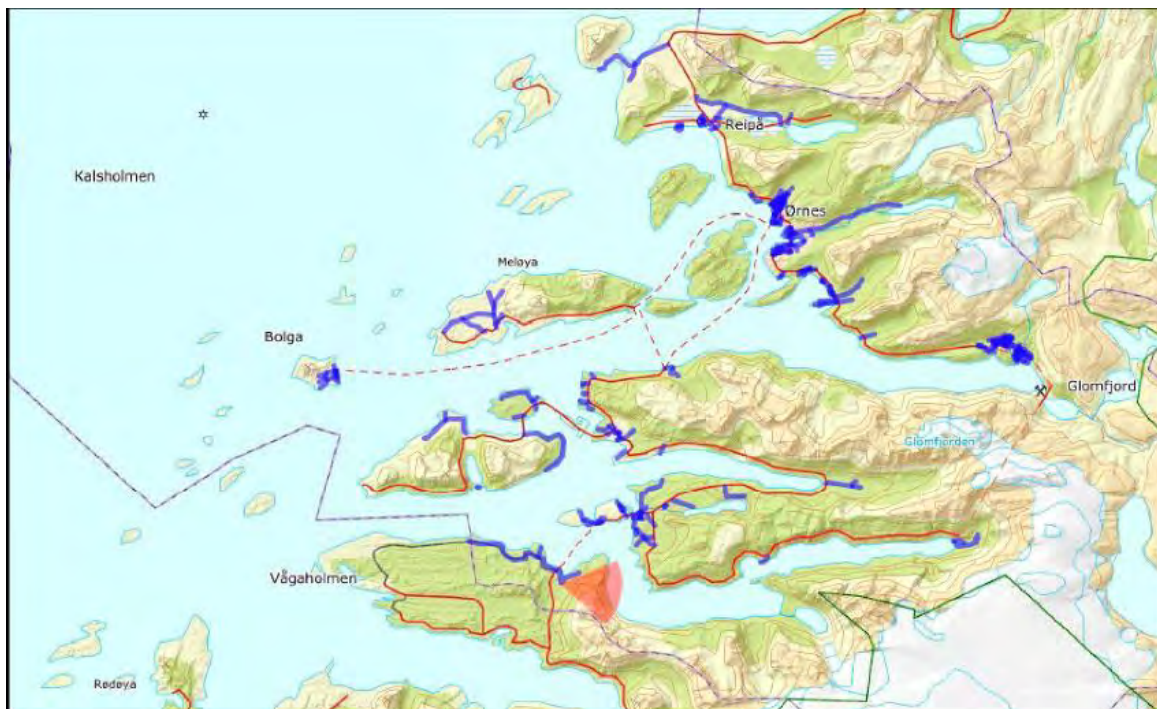 Reipå
Kalsholmen
Ørnes
Meløya
Bolga
Glomfjord
Glomfjorden
Vågaholmen
Rødøya